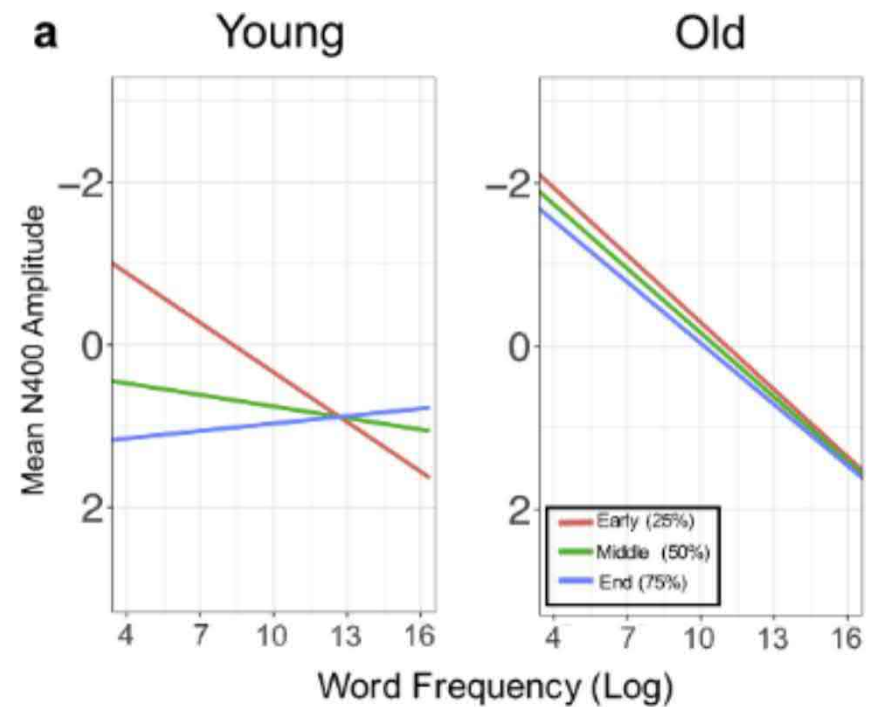 a
Young
Old
Mean N400 Amplitude
−2
0
2
4 7 10 13 16
−2
0
2
4 7 10 13 16
Early (25%)
Middle (50%)
End (75%)
Word Frequency (Log)